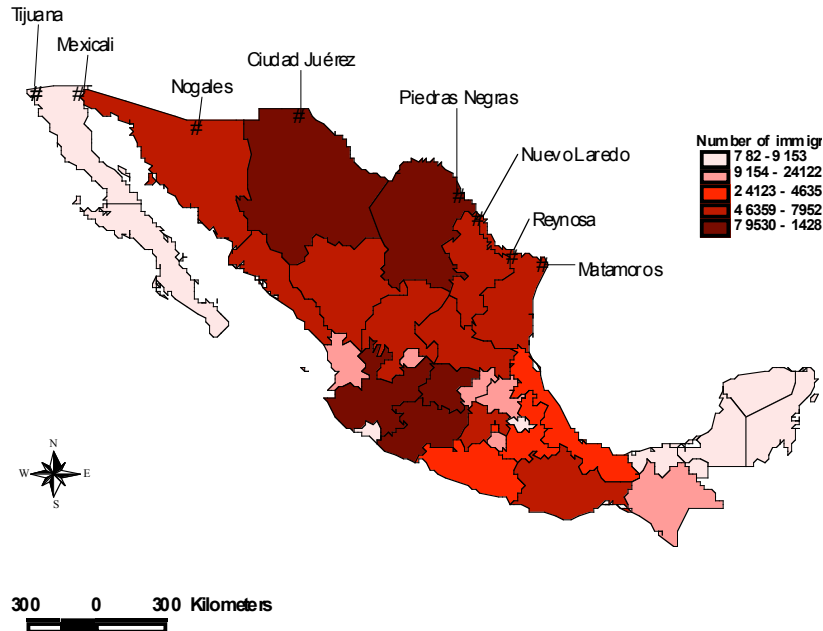 Tijuana
Mexicali
Nogales
Ciudad Juérez
Piedras Negras
Nuevo Laredo
Reynosa
Matamoros
Number of immigr
7 82 - 9 153
9 154 - 24122
2 4123 - 4635
4 6359 - 7952
7 9530 - 1428
N
W E
S
300 0 300 Kilometers